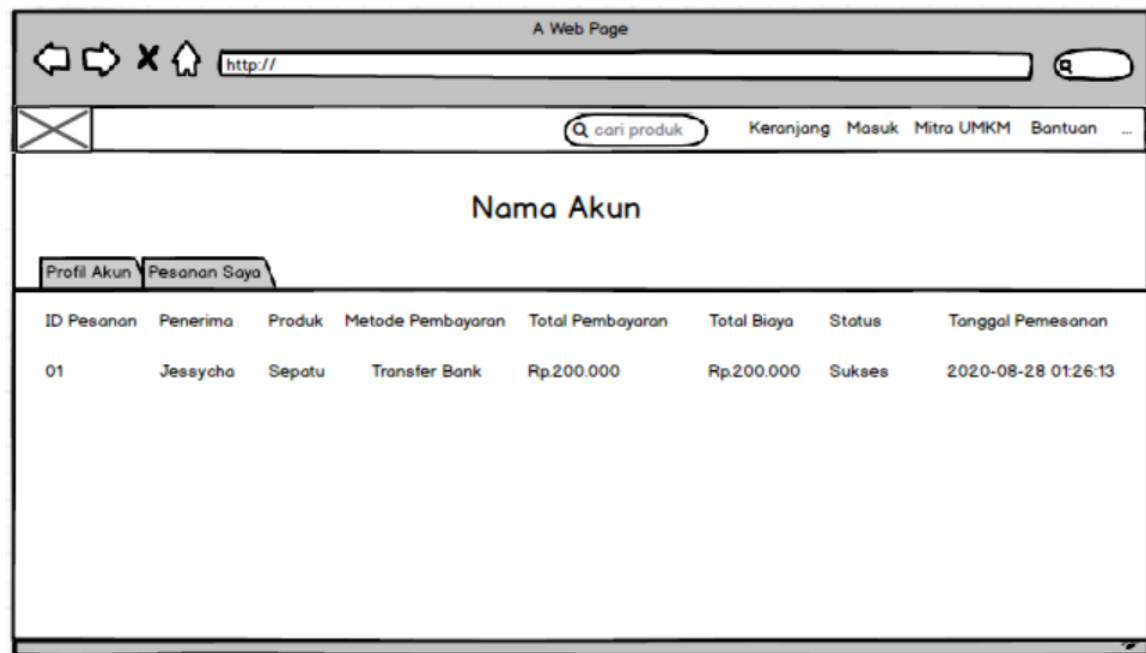 A Web Page
http://
cari produk Keranjang Masuk Mitra UMKM Bantuan ...
Nama Akun
Profil Akun Pesanan Saya
ID Pesanan Penerima Produk Metode Pembayaran Total Pembayaran Total Biaya Status Tanggal Pemesanan
01 Jessycha Sepatu Transfer Bank Rp.200.000 Rp.200.000 Sukses 2020-08-28 01:26:13